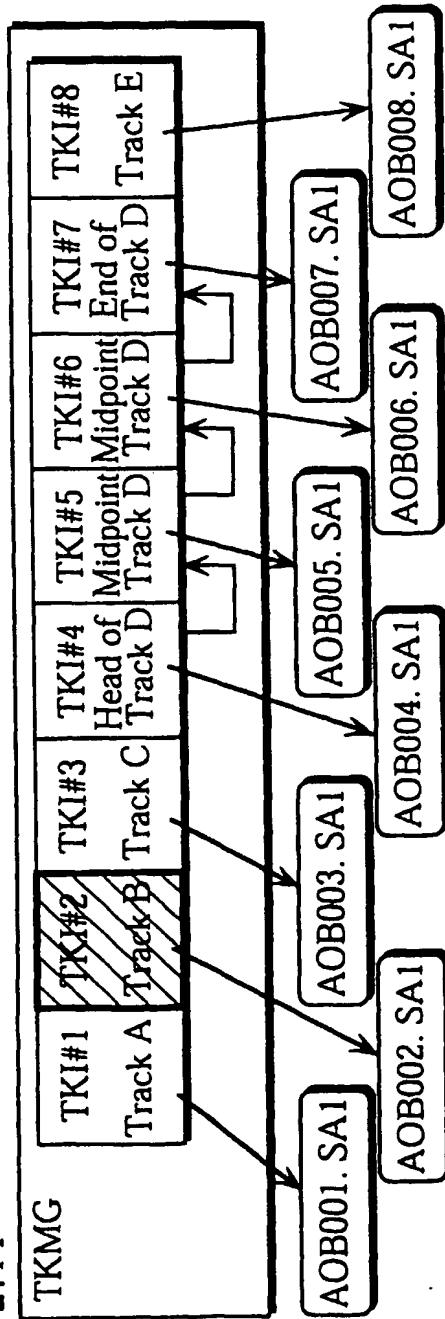 TKMG
TKI#1
Track A
TKI#2
Track B
TKI#3
Track C
TKI#4
Head of
Track D
TKI#5
Midpoint
Track D
TKI#6
Midpoint
Track D
TKI#7
End of
Track D
TKI#8
Track E
AOB001. SA1
AOB002. SA1
AOB003. SA1
AOB004. SA1
AOB005. SA1
AOB006. SA1
AOB007. SA1
AOB008. SA1